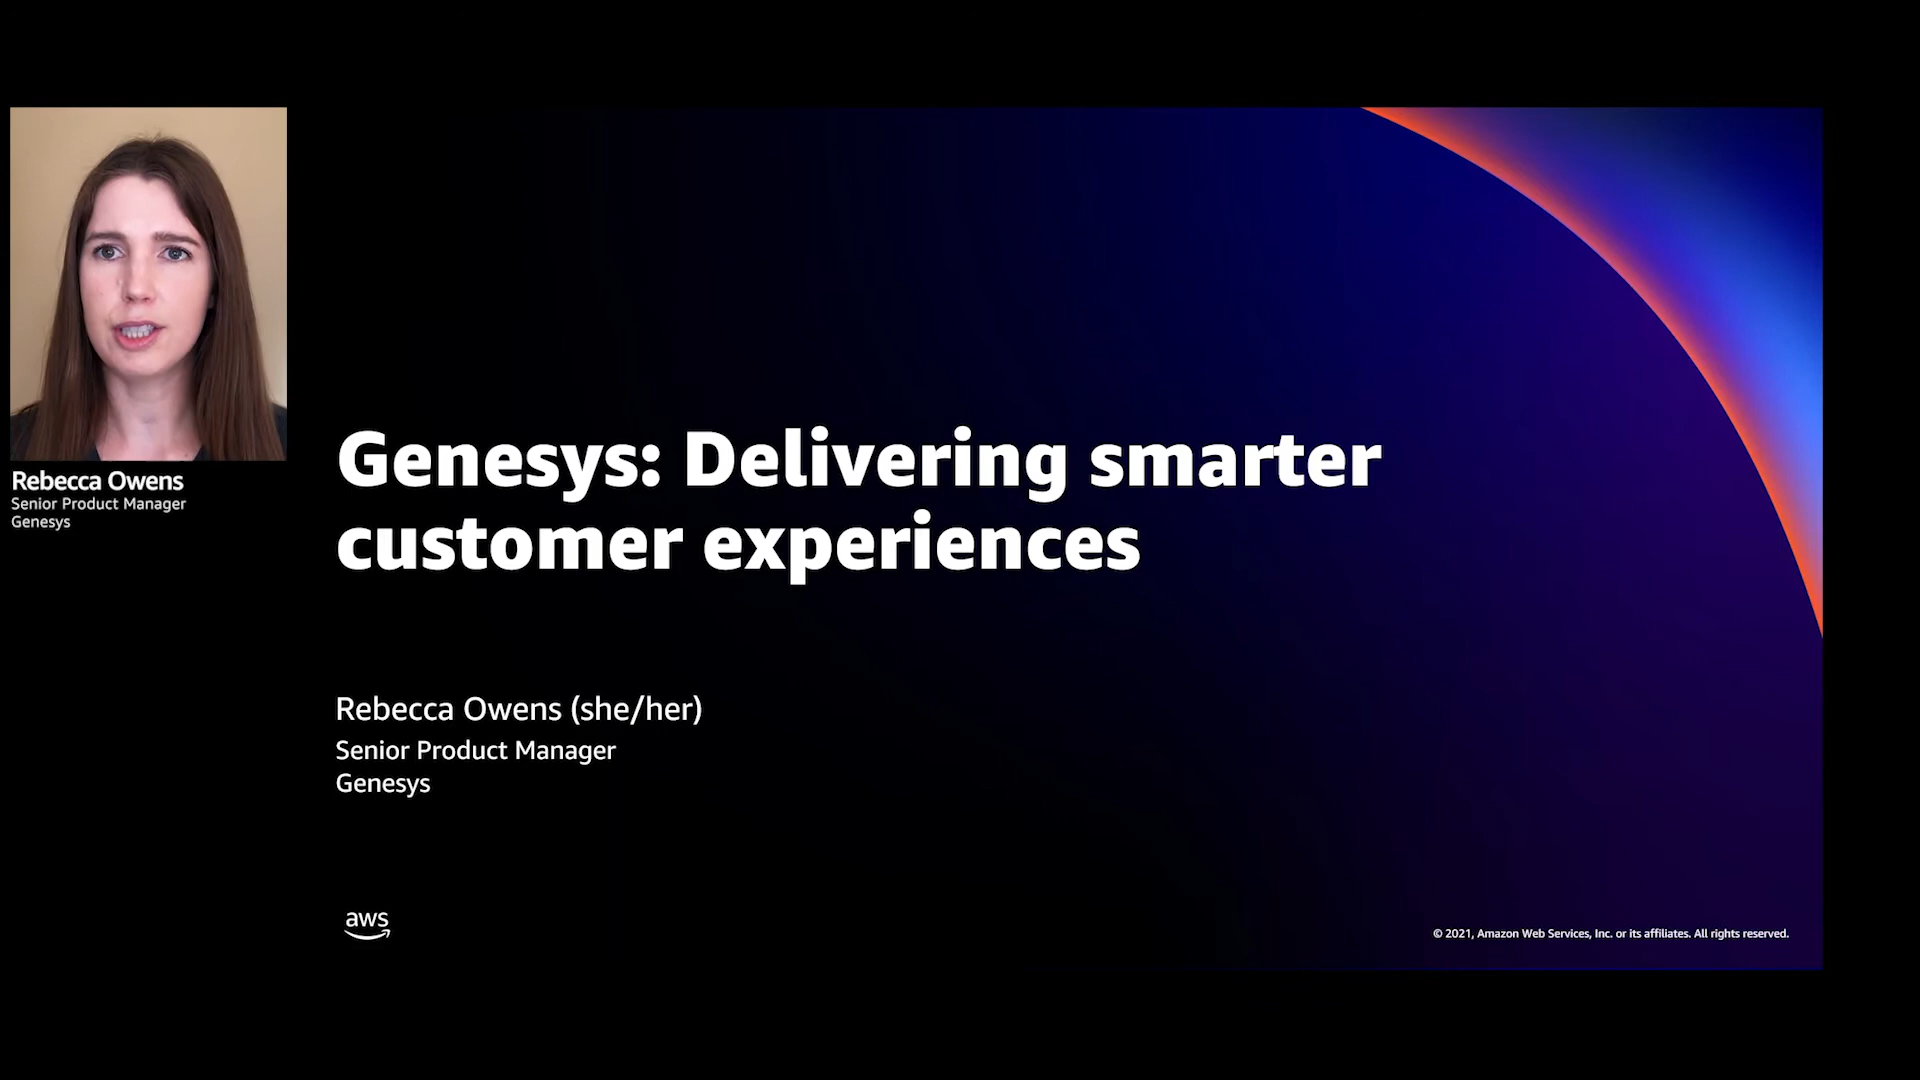 Rebecca Owens
Senior Product Manager
Genesys
Genesys: Delivering smarter
customer experiences
Rebecca Owens (she/her)
Senior Product Manager
Genesys
aws
© 2021, Amazon Web Services, Inc. or its affiliates. All rights reserved.